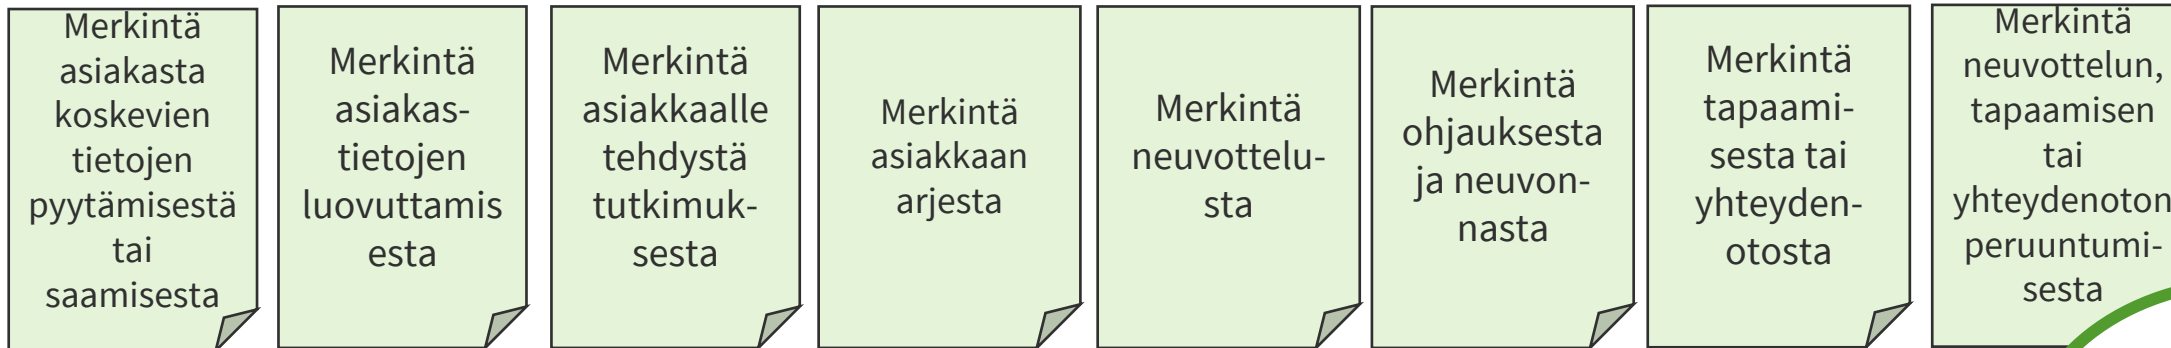 Merkintä
asiakasta
koskevien
tietojen
pyytämisestä
tai
saamisesta
Merkintä
asiakas-
tietojen
luovuttamis
esta
Merkintä
asiakkaalle
tehdystä
tutkimuk-
sesta
Merkintä
asiakkaan
arjesta
Merkintä
neuvottelu-
sta
Merkintä
ohjauksesta
ja neuvon-
nasta
Merkintä
tapaami-
sesta tai
yhteyden-
otosta
Merkintä
neuvottelun,
tapaamisen
tai
yhteydenoton
peruuntumi-
sesta